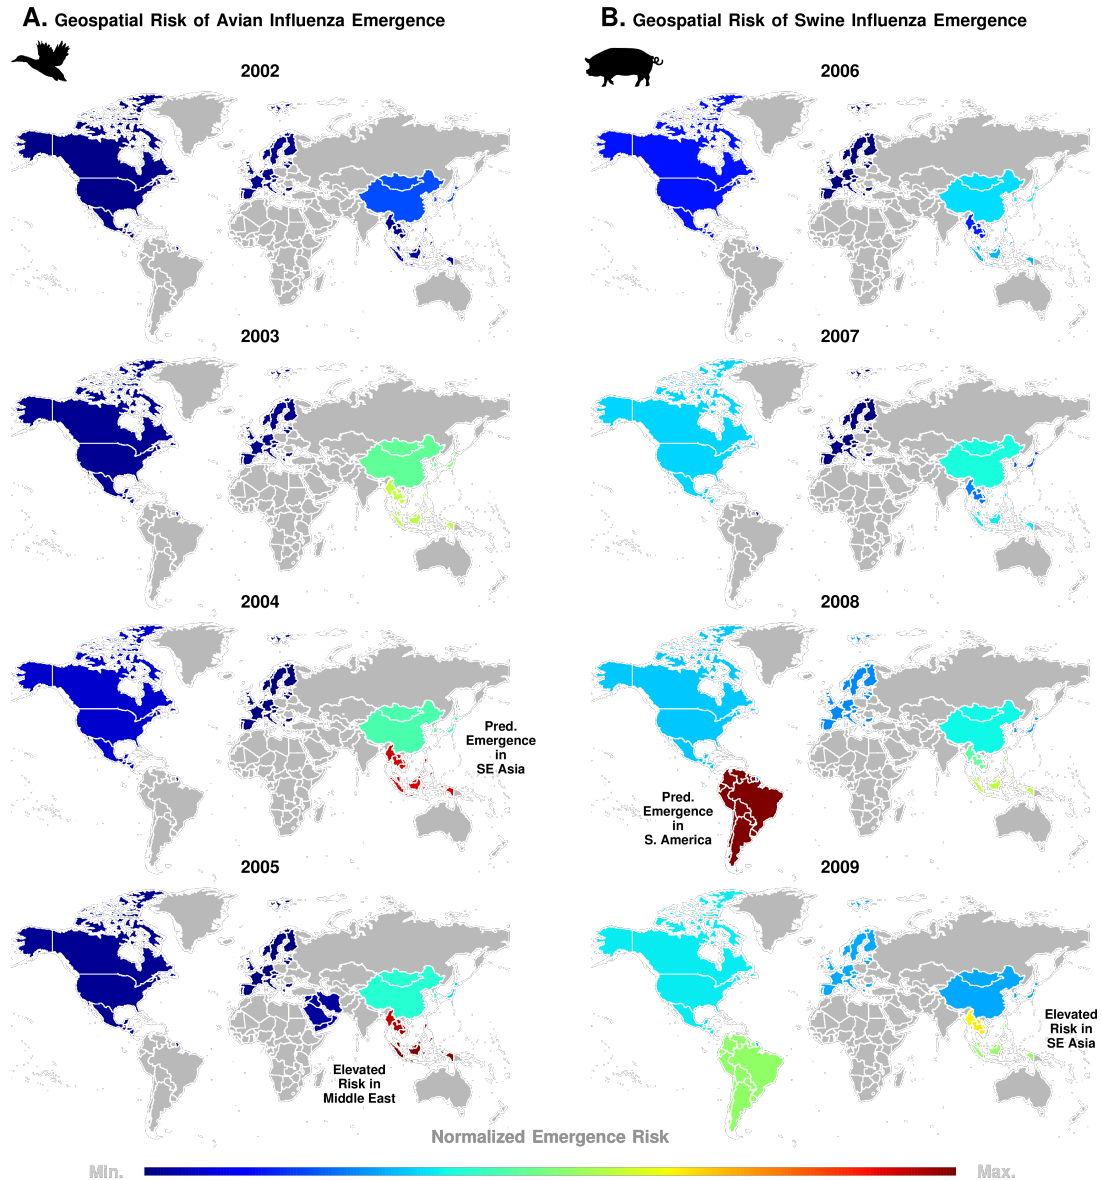 A. Geospatial Risk of Avian Influenza Emergence
B. Geospatial Risk of Swine Influenza Emergence
2002
2006
2003
2007
2004
2008
Pred.
Emergence
in
SE Asia
Pred.
Emergence
in
S. America
2005
2009
Elevated
Risk in
Middle East
Elevated
Risk in
SE Asia
Normalized Emergence Risk
Min.
Max.